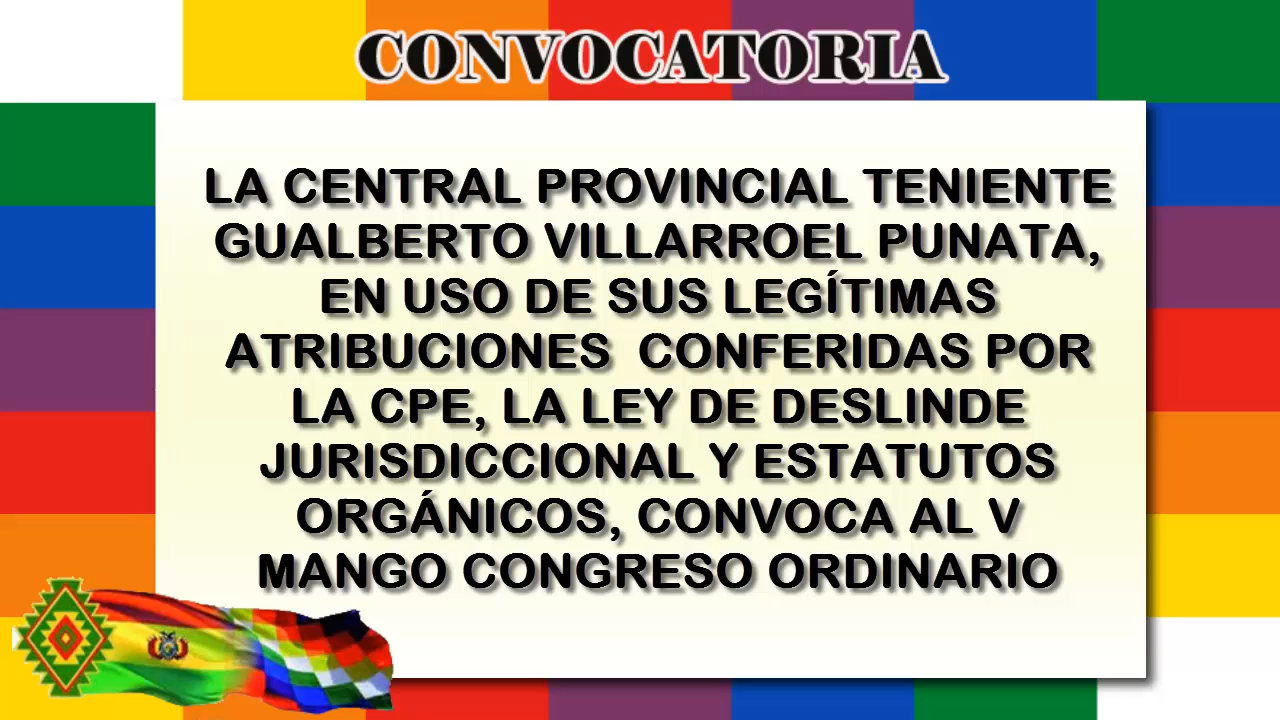 CONVOCATORIA
LA CENTRAL PROVINCIAL TENIENTE
GUALBERTO VILLARROEL PUNATA,
EN USO DE SUS LEGÍTIMAS
ATRIBUCIONES CONFERIDAS POR
LA CPE, LA LEY DE DESLINDE
JURISDICCIONAL Y ESTATUTOS
ORGÁNICOS, CONVOCA AL V
MANGO CONGRESO ORDINARIO